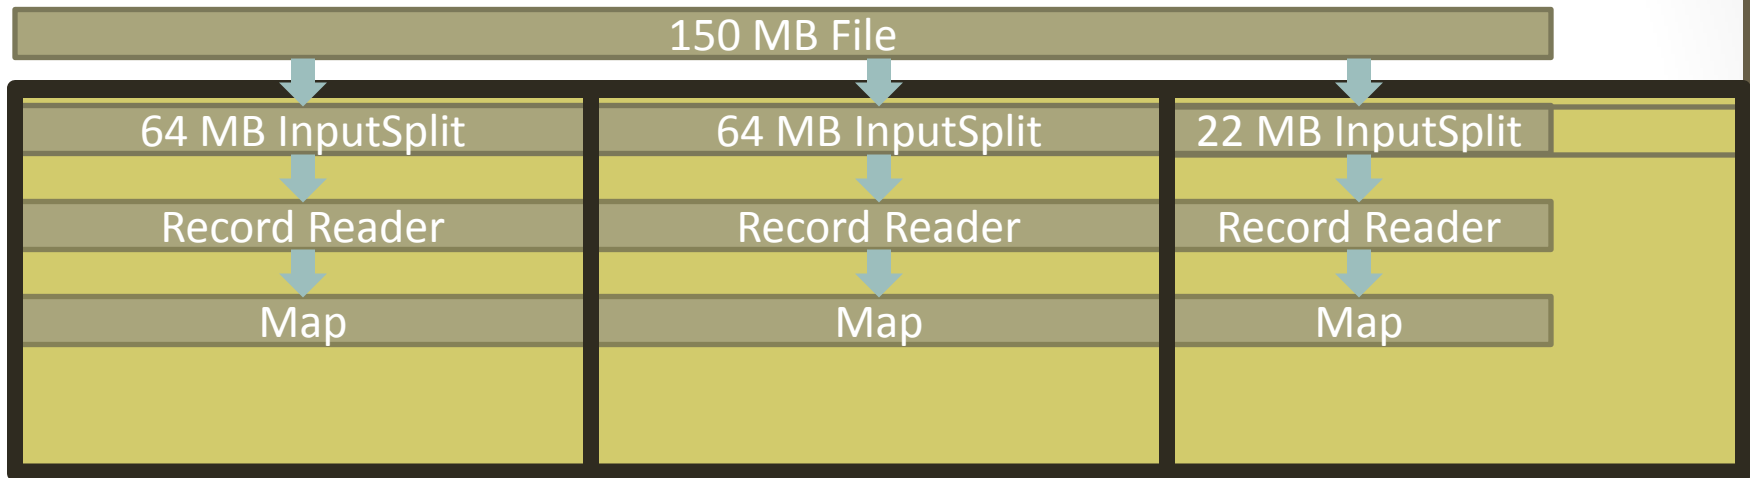 150 MB File
64 MB InputSplit 64 MB InputSplit 22 MB InputSplit
Record Reader Record Reader Record Reader
Map Map Map